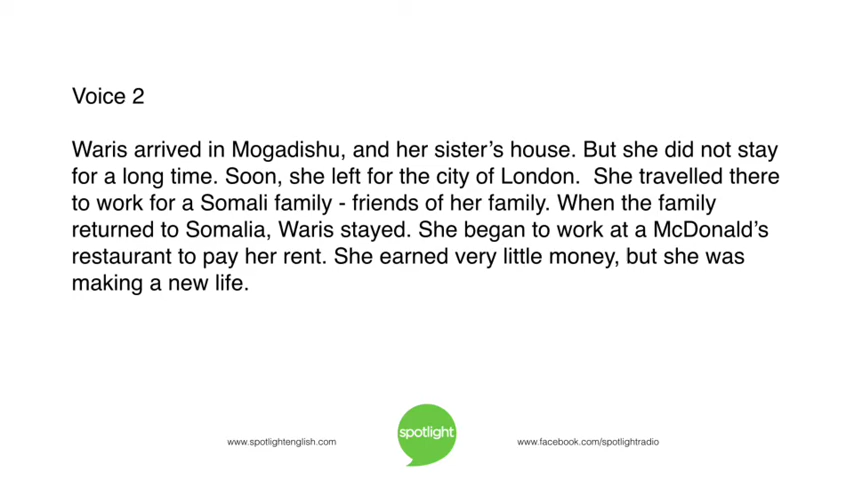 Voice 2
Waris arrived in Mogadishu, and her sister's house. But she did not stay
for a long time. Soon, she left for the city of London.  She travelled there
to work for a Somali family - friends of her family. When the family
returned to Somalia, Waris stayed. She began to work at a McDonald's
restaurant to pay her rent. She earned very little money, but she was
making a new life.
spotlight
www.spotlightenglish.com
www.facebook.com/spotlightradio